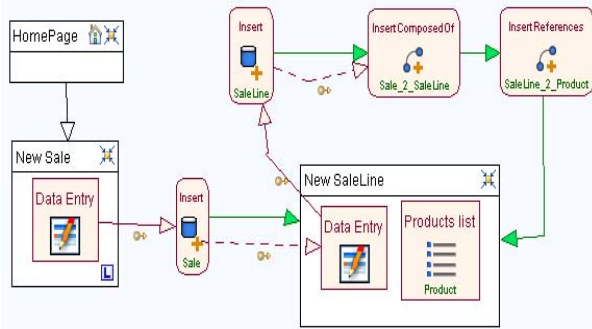 HomePage
Insert
SaleLine
InsertComposedOf
Sale_2_SaleLine
InsertReferences
SaleLine_2_Product
New Sale
Data Entry
L
Insert
Sale
New SaleLine
Data Entry
Products list
Product